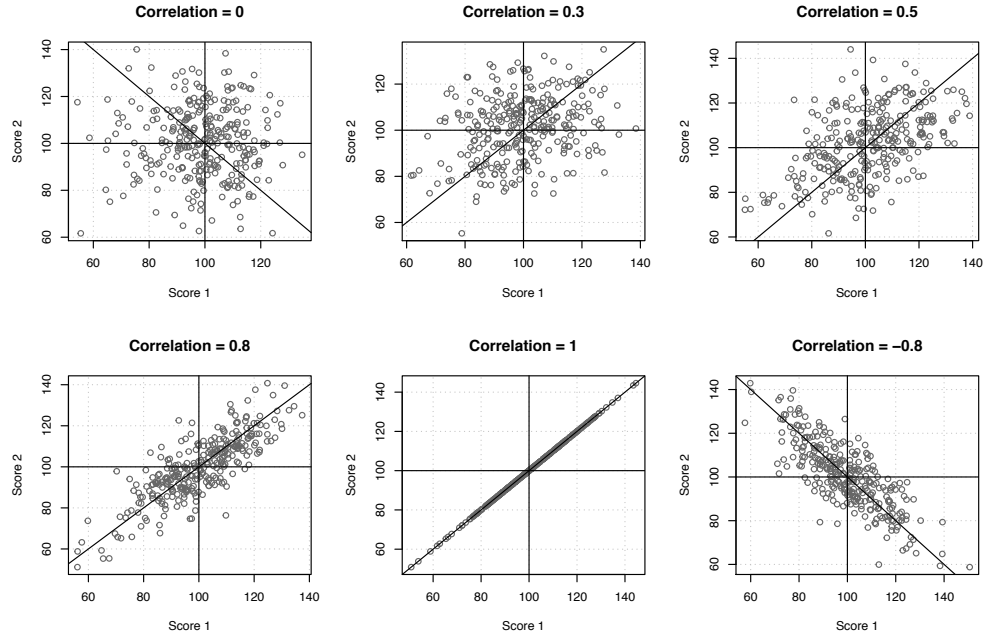 Correlation = 0
Correlation = 0.3
Correlation = 0.5
140
120
100
80
60
Score 2
60 80 100 120
Score 1
120
100
80
60
Score 2
60 80 100 120 140
Score 1
140
120
100
80
60
Score 2
60 80 100 120 140
Score 1
Correlation = 0.8
Correlation = 1
Correlation = −0.8
140
120
100
80
60
Score 2
60 80 100 120 140
Score 1
140
120
100
80
60
Score 2
60 80 100 120 140
Score 1
140
120
100
80
60
Score 2
60 80 100 120 140
Score 1